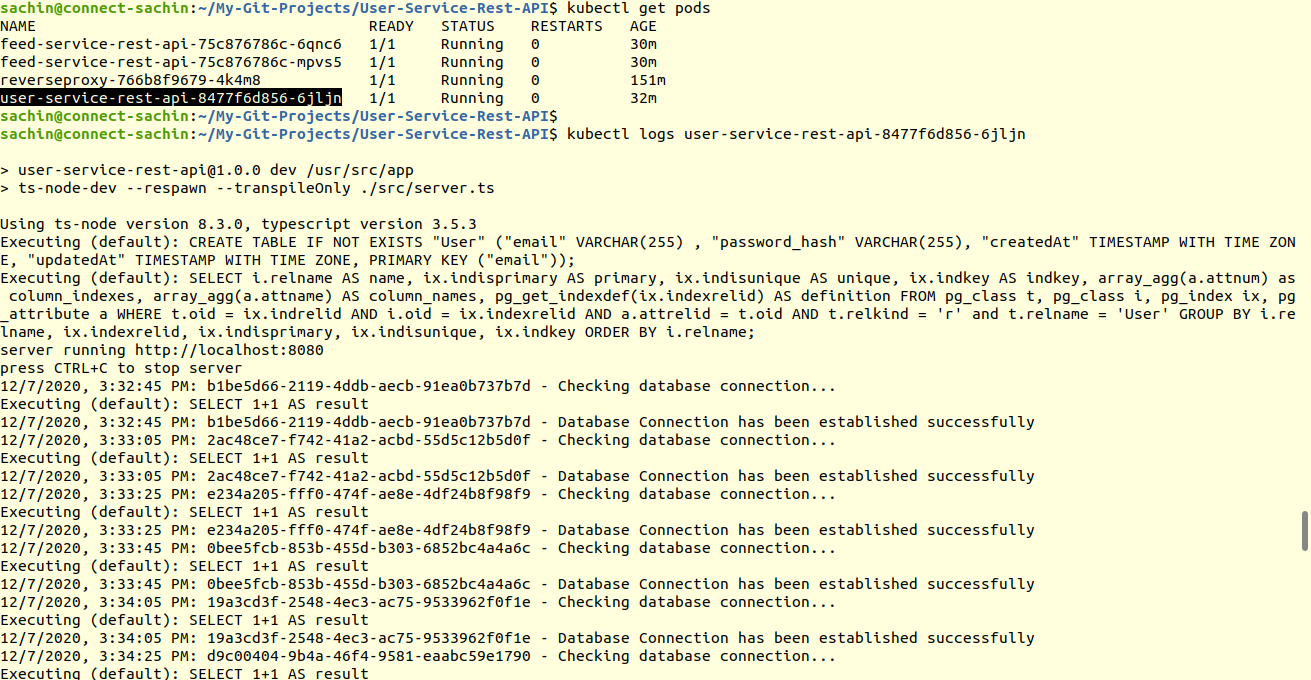 sachin@connect-sachin:~/My-Git-Projects/User-Service-Rest-API$ kubectl get pods
NAME READY STATUS RESTARTS AGE
feed-service-rest-api-75c876786c-6qnc6 1/1 Running 0 30m
feed-service-rest-api-75c876786c-mpvs5 1/1 Running 0 30m
reverseproxy-766b8f9679-4k4m8 1/1 Running 0 151m
user-service-rest-api-8477f6d856-6jljn 1/1 Running 0 32m
sachin@connect-sachin:~/My-Git-Projects/User-Service-Rest-API$
sachin@connect-sachin:~/My-Git-Projects/User-Service-Rest-API$ kubectl logs user-service-rest-api-8477f6d856-6jljn
> user-service-rest-api@1.0.0 dev /usr/src/app
> ts-node-dev --respawn --transpileOnly ./src/server.ts
Using ts-node version 8.3.0, typescript version 3.5.3
Executing (default): CREATE TABLE IF NOT EXISTS "User" ("email" VARCHAR(255) , "password_hash" VARCHAR(255), "createdAt" TIMESTAMP WITH TIME ZON
E, "updatedAt" TIMESTAMP WITH TIME ZONE, PRIMARY KEY ("email"));
Executing (default): SELECT i.relname AS name, ix.indisprimary AS primary, ix.indisunique AS unique, ix.indkey AS indkey, array_agg(a.attnum) as
 column_indexes, array_agg(a.attname) AS column_names, pg_get_indexdef(ix.indexrelid) AS definition FROM pg_class t, pg_class i, pg_index ix, pg
_attribute a WHERE t.oid = ix.indrelid AND i.oid = ix.indexrelid AND a.attrelid = t.oid AND t.relkind = 'r' and t.relname = 'User' GROUP BY i.re
lname, ix.indexrelid, ix.indisprimary, ix.indisunique, ix.indkey ORDER BY i.relname;
server running http://localhost:8080
press CTRL+C to stop server
12/7/2020, 3:32:45 PM: b1be5d66-2119-4ddb-aecb-91ea0b737b7d - Checking database connection...
Executing (default): SELECT 1+1 AS result
12/7/2020, 3:32:45 PM: b1be5d66-2119-4ddb-aecb-91ea0b737b7d - Database Connection has been established successfully
12/7/2020, 3:33:05 PM: 2ac48ce7-f742-41a2-acbd-55d5c12b5d0f - Checking database connection...
Executing (default): SELECT 1+1 AS result
12/7/2020, 3:33:05 PM: 2ac48ce7-f742-41a2-acbd-55d5c12b5d0f - Database Connection has been established successfully
12/7/2020, 3:33:25 PM: e234a205-fff0-474f-ae8e-4df24b8f98f9 - Checking database connection...
Executing (default): SELECT 1+1 AS result
12/7/2020, 3:33:25 PM: e234a205-fff0-474f-ae8e-4df24b8f98f9 - Database Connection has been established successfully
12/7/2020, 3:33:45 PM: 0bee5fcb-853b-455d-b303-6852bc4a4a6c - Checking database connection...
Executing (default): SELECT 1+1 AS result
12/7/2020, 3:33:45 PM: 0bee5fcb-853b-455d-b303-6852bc4a4a6c - Database Connection has been established successfully
12/7/2020, 3:34:05 PM: 19a3cd3f-2548-4ec3-ac75-9533962f0f1e - Checking database connection...
Executing (default): SELECT 1+1 AS result
12/7/2020, 3:34:05 PM: 19a3cd3f-2548-4ec3-ac75-9533962f0f1e - Database Connection has been established successfully
12/7/2020, 3:34:25 PM: d9c00404-9b4a-46f4-9581-eaabc59e1790 - Checking database connection...
Executing (default): SELECT 1+1 AS result